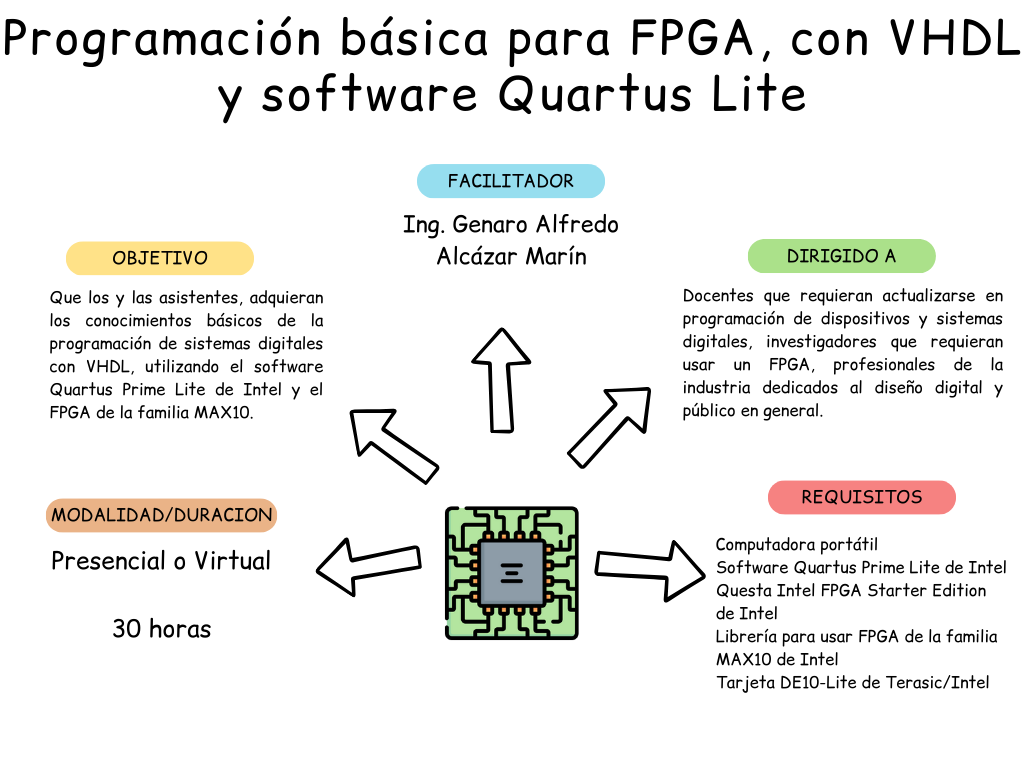 Programación básica para FPGA, con VHDL
y software Quartus Lite
FACILITADOR
Ing. Genaro Alfredo
Alcázar Marín
OBJETIVO
Que los y las asistentes, adquieran
los conocimientos básicos de la
programación de sistemas digitales
con VHDL, utilizando el software
Quartus Prime Lite de Intel y el
FPGA de la familia MAX10.
DIRIGIDO A
Docentes que requieran actualizarse en
programación de dispositivos y sistemas
digitales, investigadores que requieran
usar un FPGA, profesionales de la
industria dedicados al diseño digital y
público en general.
MODALIDAD/DURACION
Presencial o Virtual
30 horas
REQUISITOS
Computadora portátil
Software Quartus Prime Lite de Intel
Questa Intel FPGA Starter Edition
de Intel
Librería para usar FPGA de la familia
MAX10 de Intel
Tarjeta DE10-Lite de Terasic/Intel